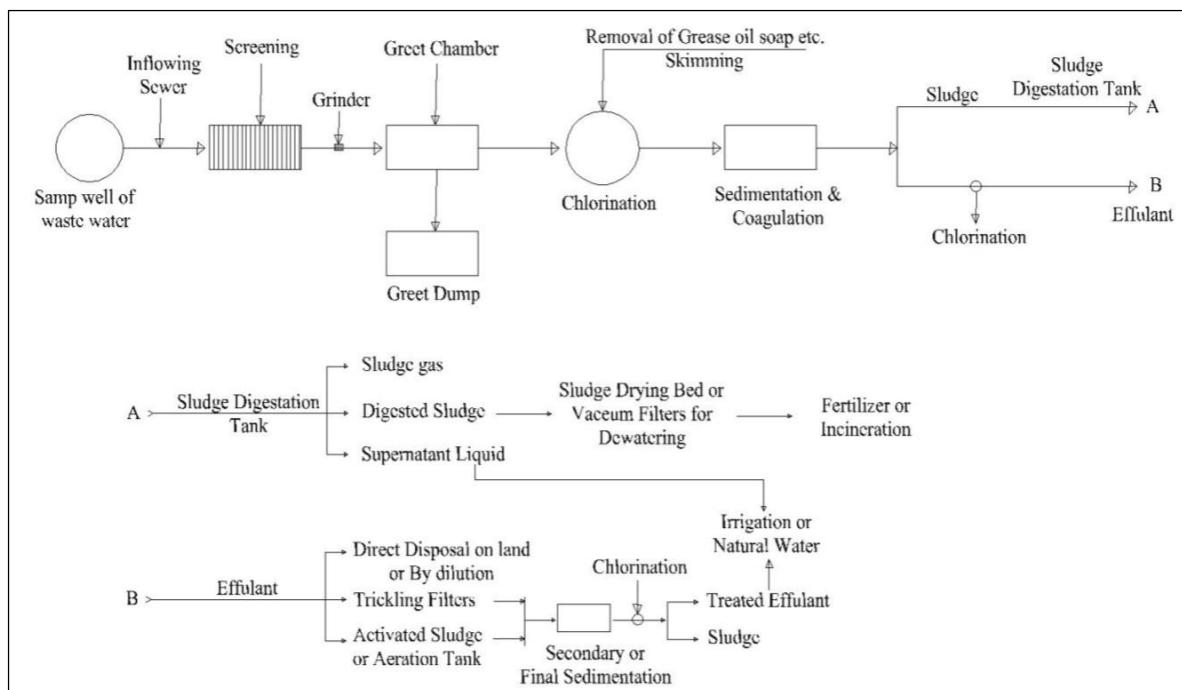 Removal of Grease oil soap etc.
Skimming
Screening
Greet Chamber
Inflowing
Sewer
Grinder
Sludge
Sludge
Digestation Tank
A
Samp well of
waste water
Chlorination
Sedimentation &
Coagulation
B
Effulant
Chlorination
Greet Dump
Sludge gas
A
Sludge Digestation
Tank
Digested Sludge
Sludge Drying Bed or
Vaceum Filters for
Dewatering
Fertilizer or
Incineration
Supernatant Liquid
Irrigation or
Natural Water
Direct Disposal on land
or By dilution
B
Effulant
Trickling Filters
Activated Sludge
or Aeration Tank
Chlorination
Secondary or
Final Sedimentation
Treated Effulant
Sludge